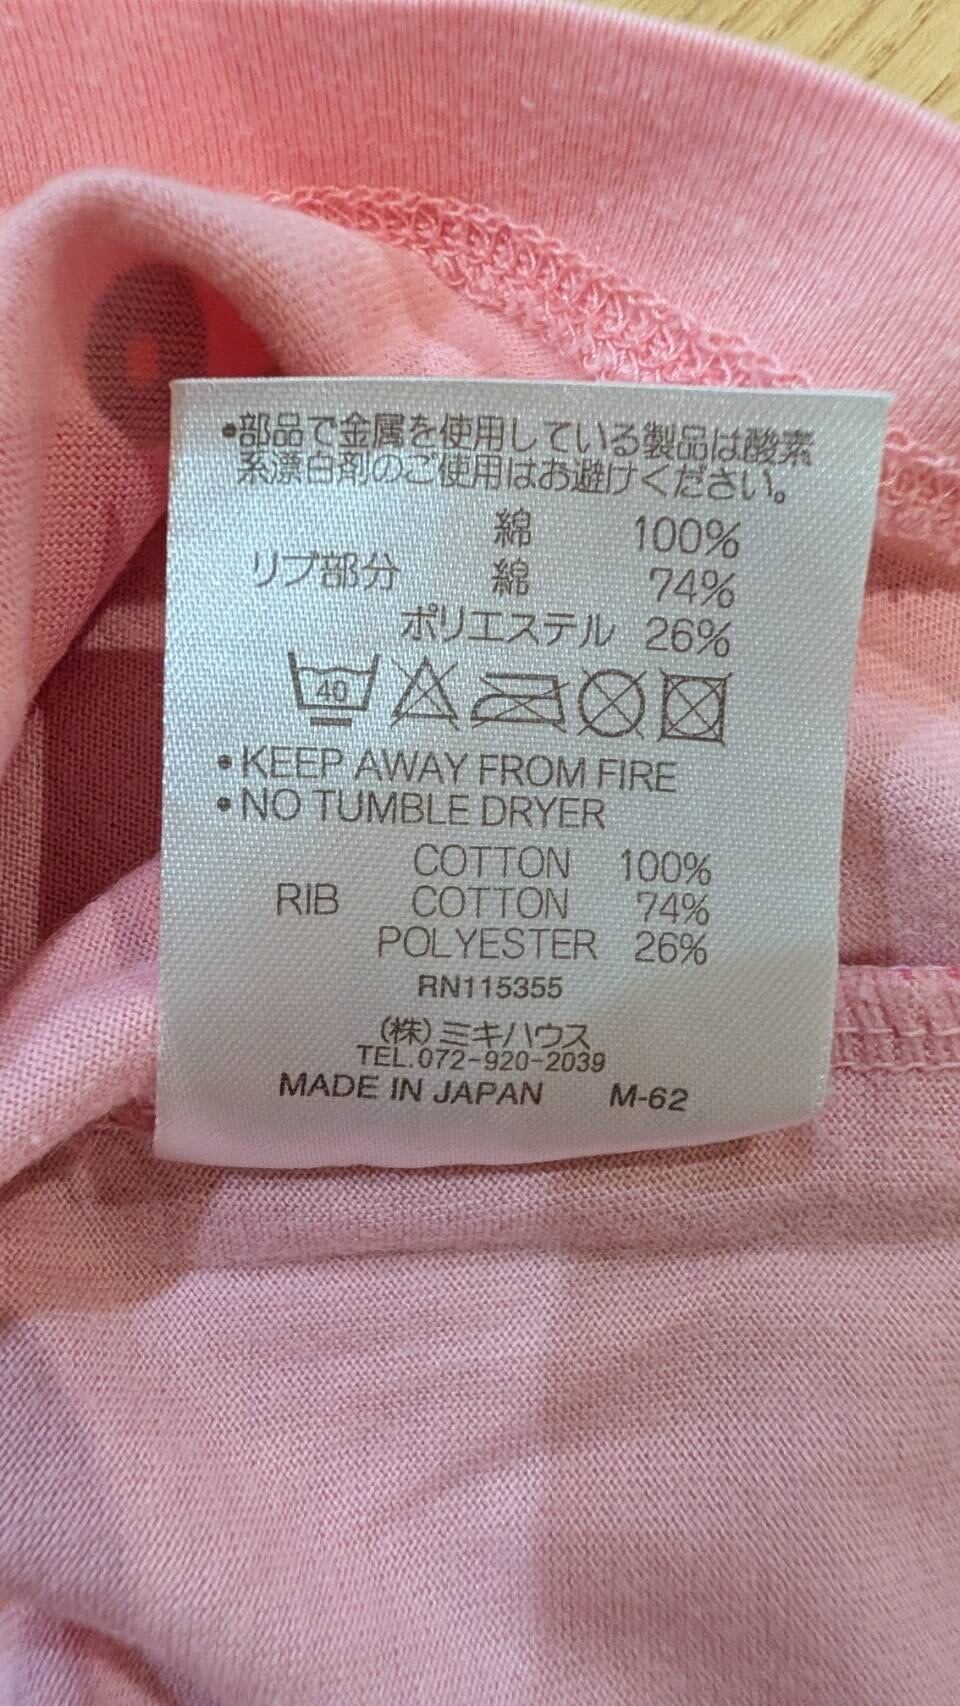 •部品で金属を使用している製品は酸素
系漂白剤のご使用はお避けください。
綿 100%
リブ部分 綿 74%
ポリエステル 26%
40
•KEEP AWAY FROM FIRE
•NO TUMBLE DRYER
COTTON 100%
RIB COTTON 74%
POLYESTER 26%
RN115355
(株)ミキハウス
TEL.072-920-2039
MADE IN JAPAN M-62